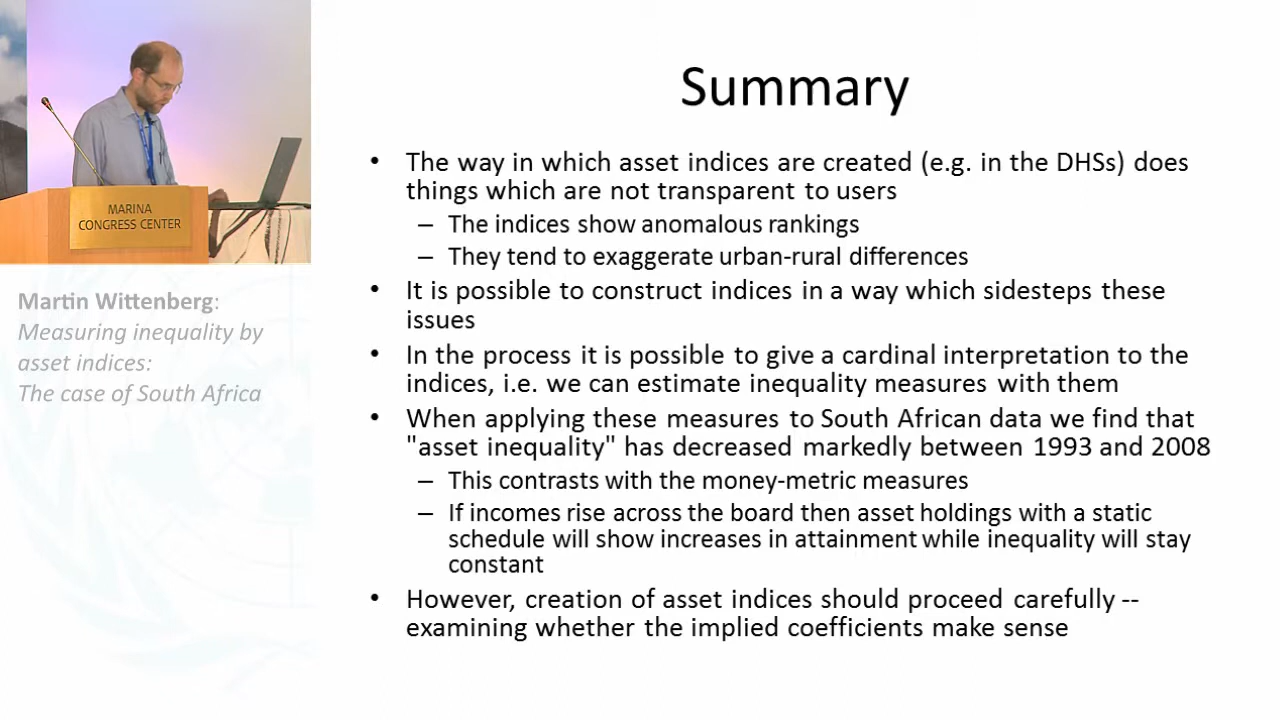 MARINA
CONGRESS CENTER
Martin Wittenberg:
Measuring inequality by
asset indices:
The case of South Africa
Summary
• The way in which asset indices are created (e.g. in the DHSs) does
things which are not transparent to users
– The indices show anomalous rankings
– They tend to exaggerate urban-rural differences
• It is possible to construct indices in a way which sidesteps these
issues
• In the process it is possible to give a cardinal interpretation to the
indices, i.e. we can estimate inequality measures with them
• When applying these measures to South African data we find that
"asset inequality" has decreased markedly between 1993 and 2008
– This contrasts with the money-metric measures
– If incomes rise across the board then asset holdings with a static
schedule will show increases in attainment while inequality will stay
constant
• However, creation of asset indices should proceed carefully --
examining whether the implied coefficients make sense